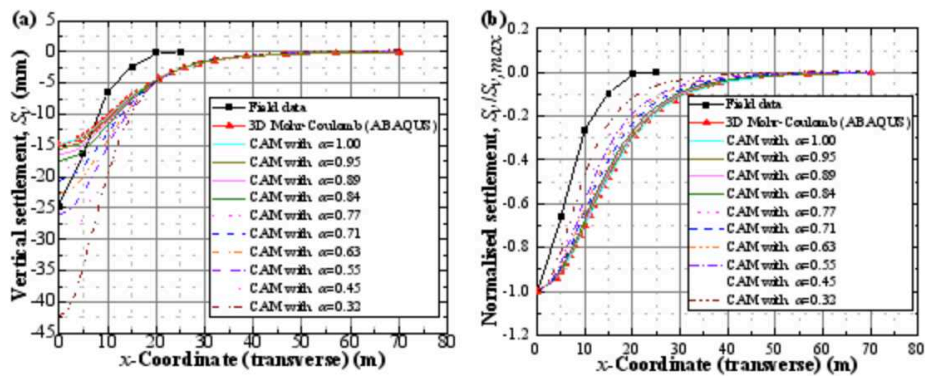 (a)
5
0
-5
-10
-15
-20
-25
-30
-35
-40
-45
Vertical settlement, Sv (mm)
Field data
3D Mohr-Coulomb (ABAQUS)
CAM with α=1.00
CAM with α=0.95
CAM with α=0.89
CAM with α=0.84
CAM with α=0.77
CAM with α=0.71
CAM with α=0.63
CAM with α=0.55
CAM with α=0.45
CAM with α=0.32
0 10 20 30 40 50 60 70 80
x-Coordinate (transverse) (m)
(b)
0.0
-0.2
-0.4
-0.6
-0.8
-1.0
-1.2
Normalised settlement, Sv/Sv,max
Field data
3D Mohr-Coulomb (ABAQUS)
CAM with α=1.00
CAM with α=0.95
CAM with α=0.89
CAM with α=0.84
CAM with α=0.77
CAM with α=0.71
CAM with α=0.63
CAM with α=0.55
CAM with α=0.45
CAM with α=0.32
0 10 20 30 40 50 60 70 80
x-Coordinate (transverse) (m)